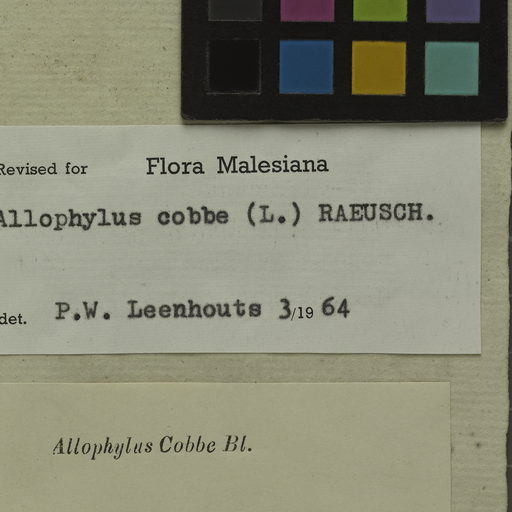 Revised for Flora Malesiana
Allophylus cobbe (L.) RAEUSCH.
det. P.W. Leenhouts 3/19 64
Allophylus Cobbe Bl.